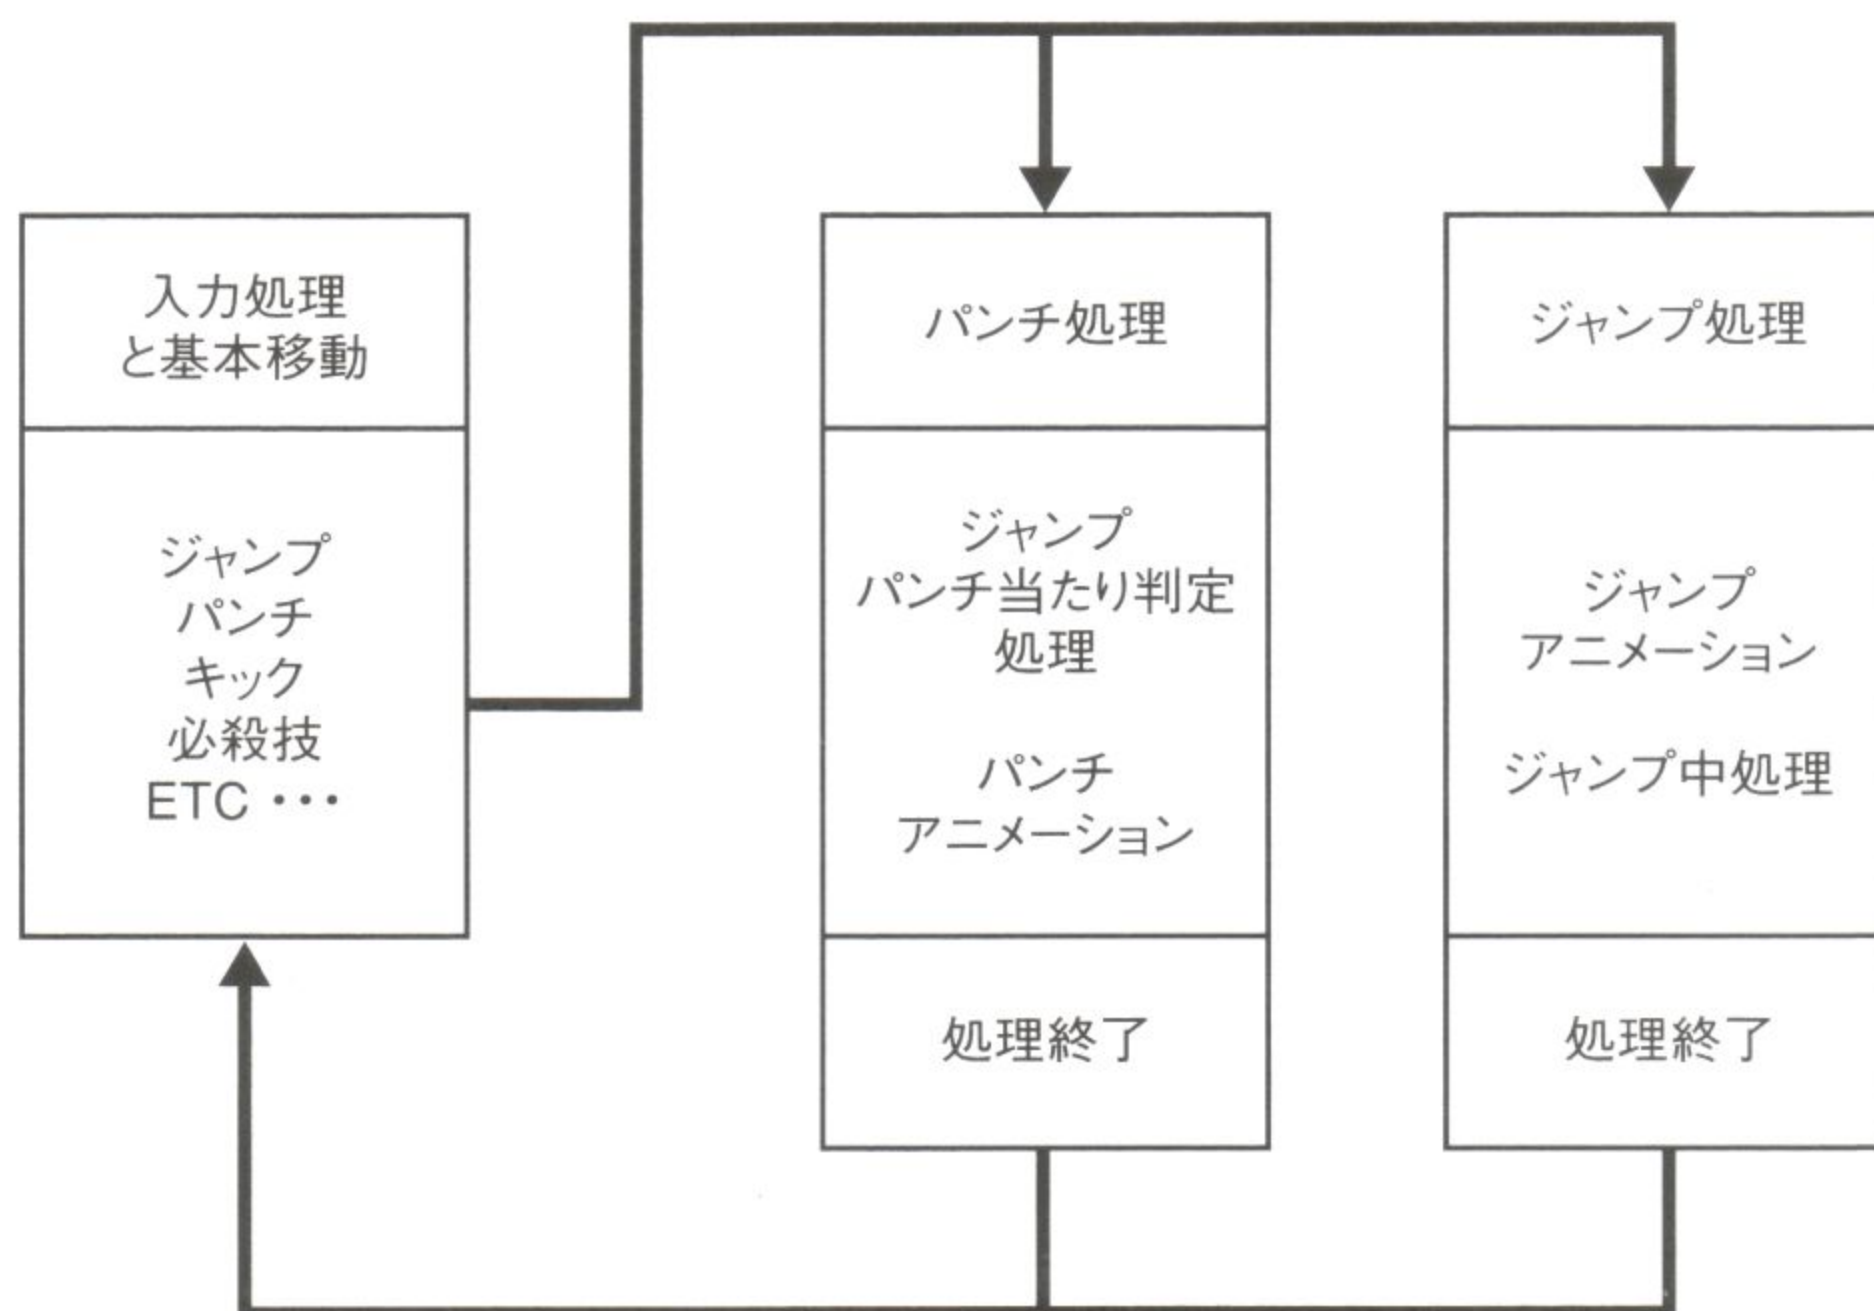 入力処理
と基本移動
ジャンプ
パンチ
キック
必殺技
ETC・・・
パンチ処理
ジャンプ
パンチ当たり判定
処理
パンチ
アニメーション
処理終了
ジャンプ処理
ジャンプ
アニメーション
ジャンプ中処理
処理終了